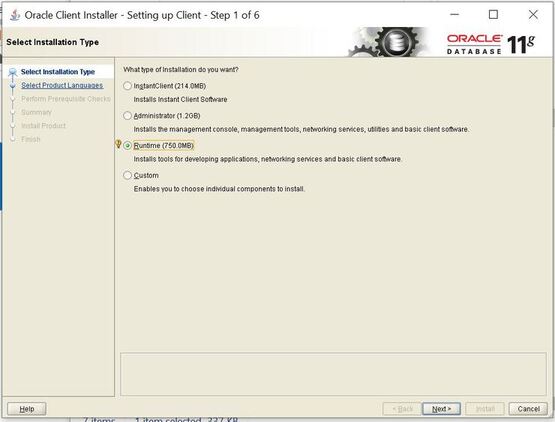 Oracle Client Installer - Setting up Client - Step 1 of 6
Select Installation Type
ORACLE
DATABASE 11g
Select Installation Type
Select Product Languages
Perform Prerequisite Checks
Summary
Install Product
Finish
What type of installation do you want?
InstantClient (214.0MB)
Installs Instant Client Software
Administrator (1.2GB)
Installs the management console, management tools, networking services, utilities and basic client software.
Runtime (750.0MB)
Installs tools for developing applications, networking services and basic client software.
Custom
Enables you to choose individual components to install.
Help
< Back
Next >
Install
Cancel
7 items 1 item selected 337 KB